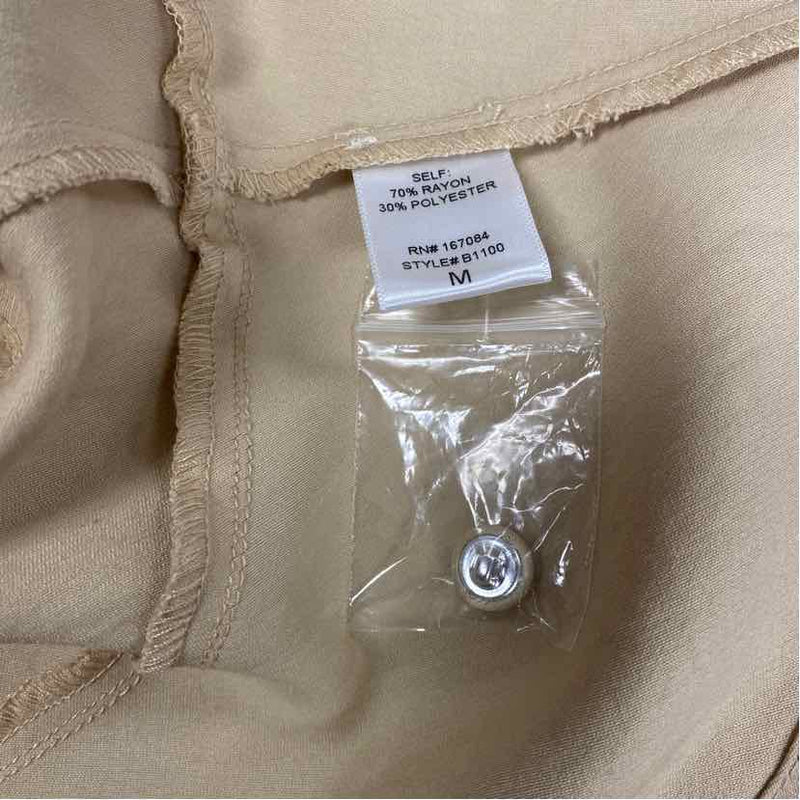 SELF:
70% RAYON
30% POLYESTER
RN# 167084
STYLE# B1100
M